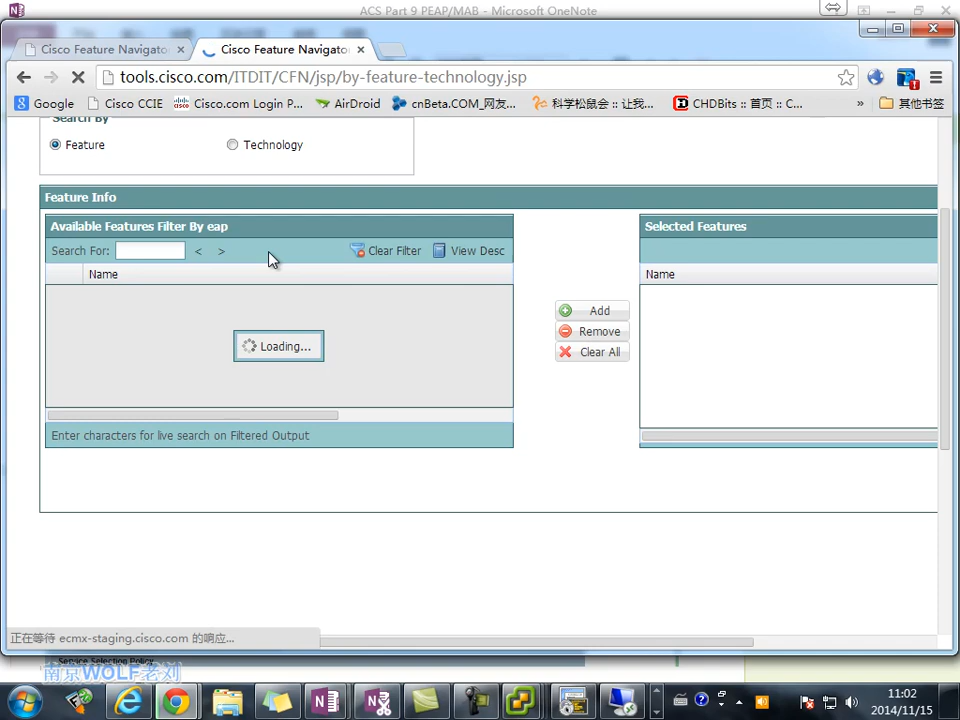 ACS Part 9 PEAP/MAB - Microsoft OneNote
Cisco Feature Navigato
Cisco Feature Navigato
tools.cisco.com/ITDIT/CFN/jsp/by-feature-technology.jsp
Google
Cisco CCIE
Cisco.com Login P...
AirDroid
cnBeta.COM_网友...
科学松鼠会 :: 让我...
CHDBits :: 首页 :: C...
»
其他书签
Search By
Feature
Technology
Feature Info
Available Features Filter By eap
Selected Features
Search For:
<
>
Clear Filter
View Desc
Name
Name
Add
Remove
Clear All
Loading...
Enter characters for live search on Filtered Output
正在等待 ecmx-staging.cisco.com 的响应...
Service Selection Policy
南京WOLF老刘
11:02
2014/11/15